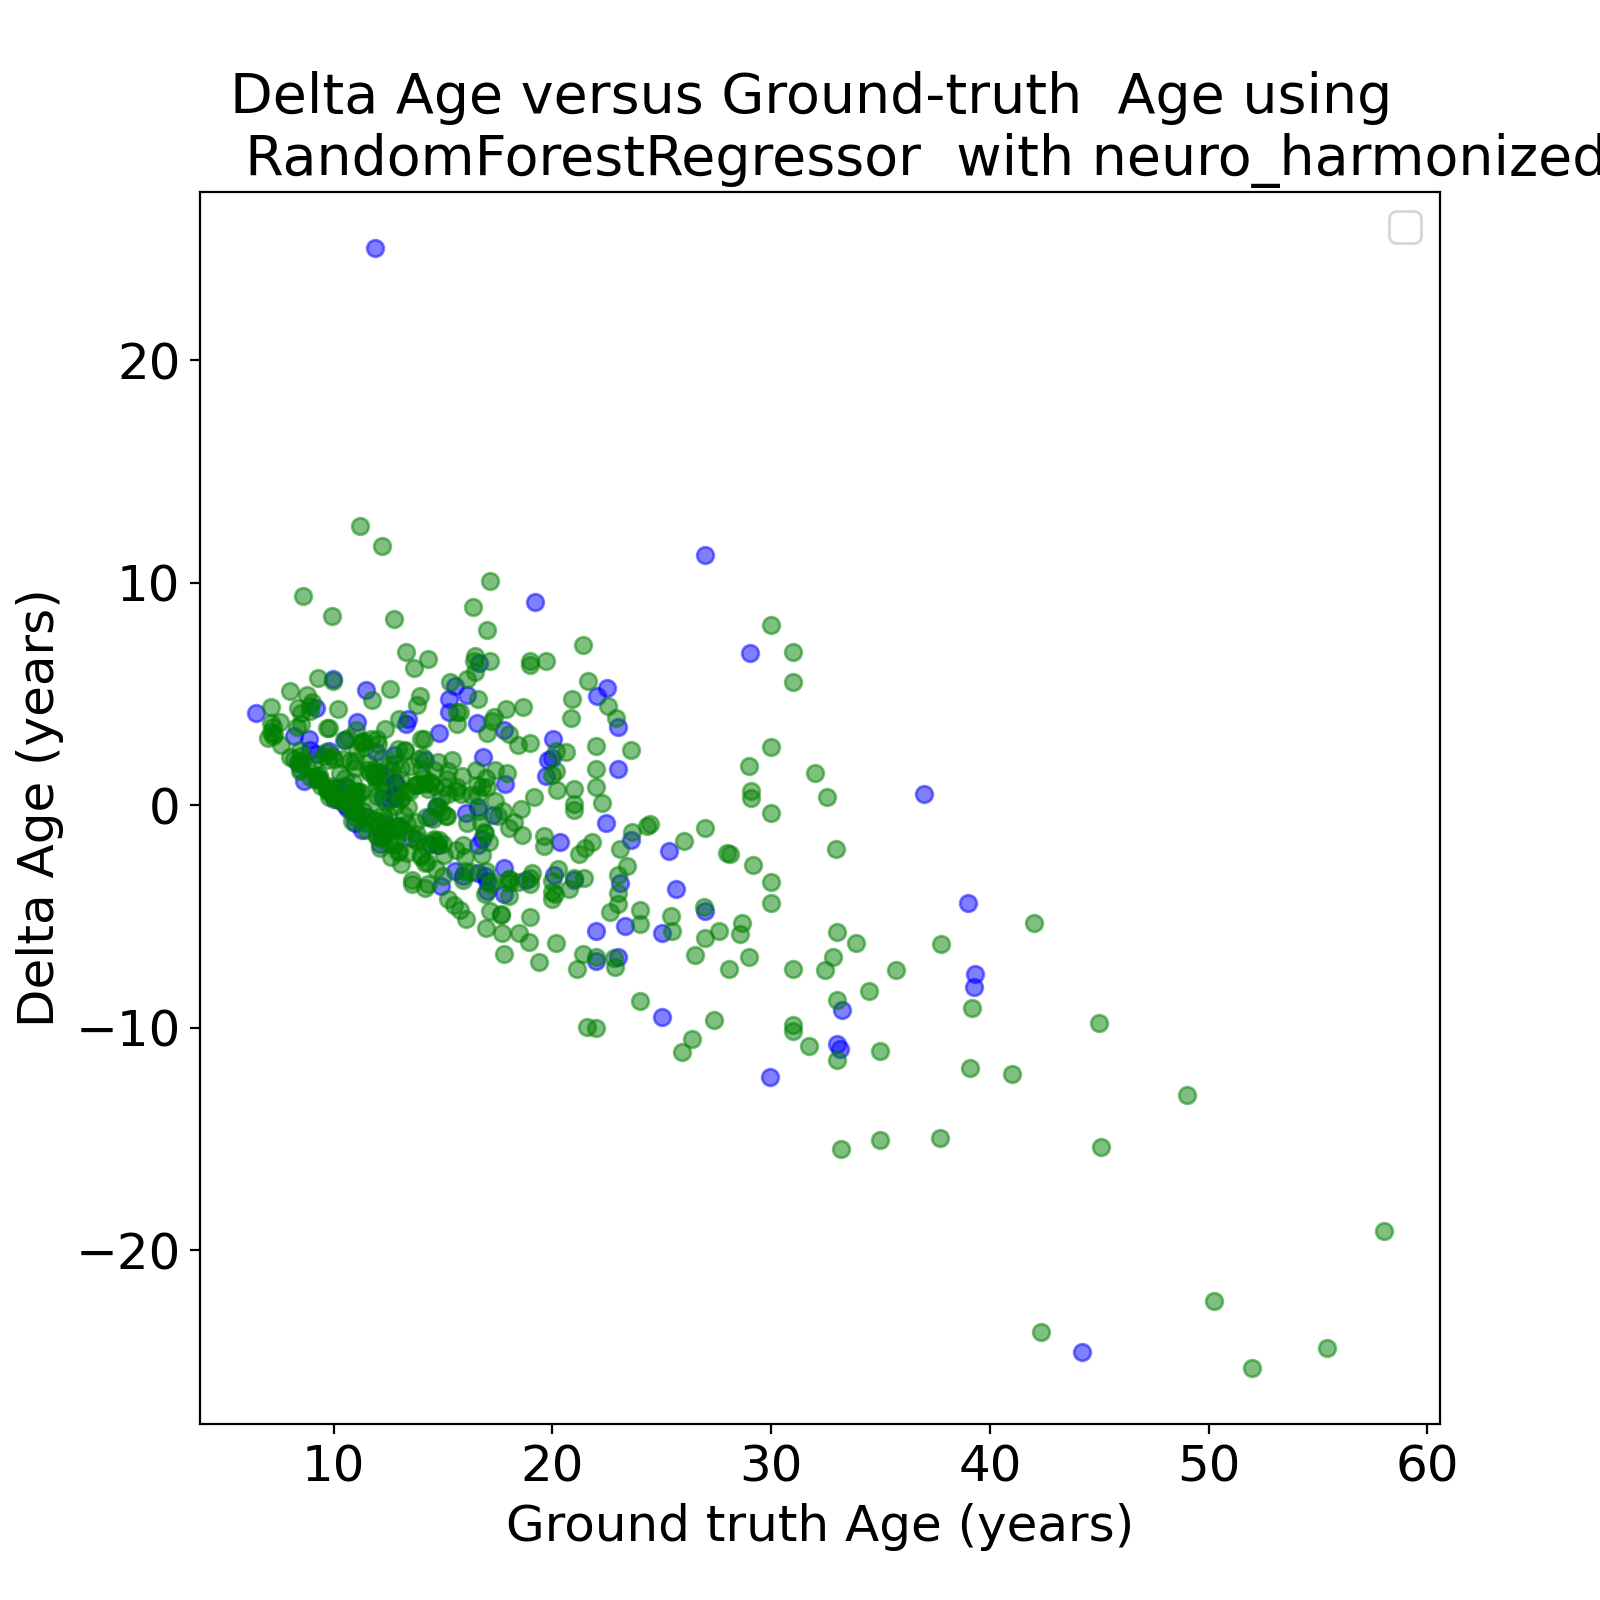 Delta Age versus Ground-truth  Age using
RandomForestRegressor  with neuro_harmonized
20
10
0
−10
−20
Delta Age (years)
10 20 30 40 50 60
Ground truth Age (years)